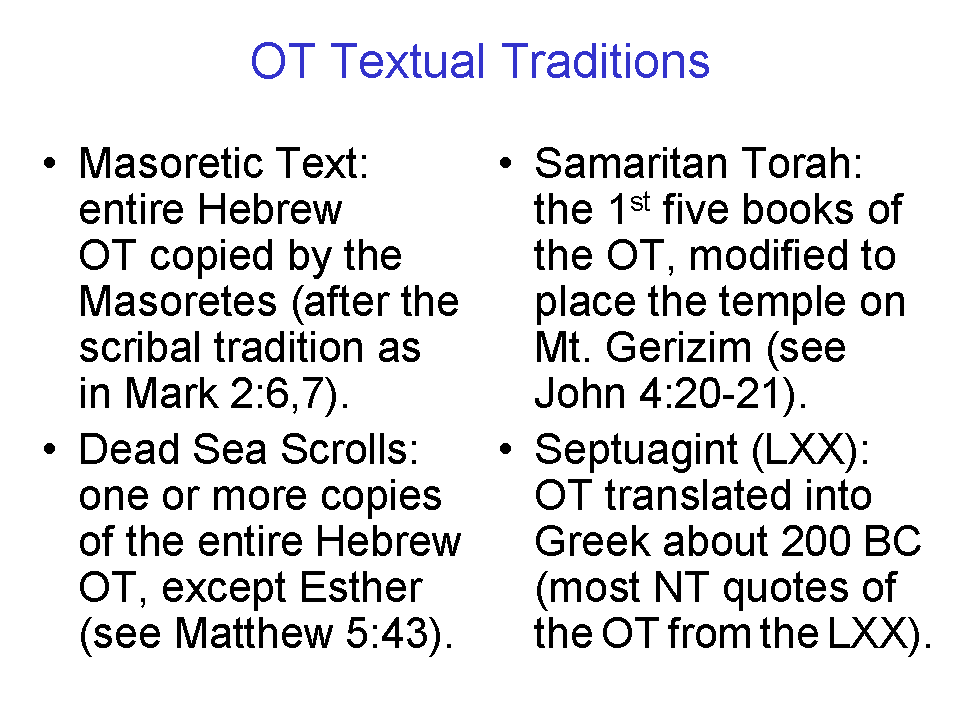 OT Textual Traditions
• Masoretic Text:
entire Hebrew
OT copied by the
Masoretes (after the
scribal tradition as
in Mark 2:6,7).
• Dead Sea Scrolls:
one or more copies
of the entire Hebrew
OT, except Esther
(see Matthew 5:43).
• Samaritan Torah:
the 1st five books of
the OT, modified to
place the temple on
Mt. Gerizim (see
John 4:20-21).
• Septuagint (LXX):
OT translated into
Greek about 200 BC
(most NT quotes of
the OT from the LXX).